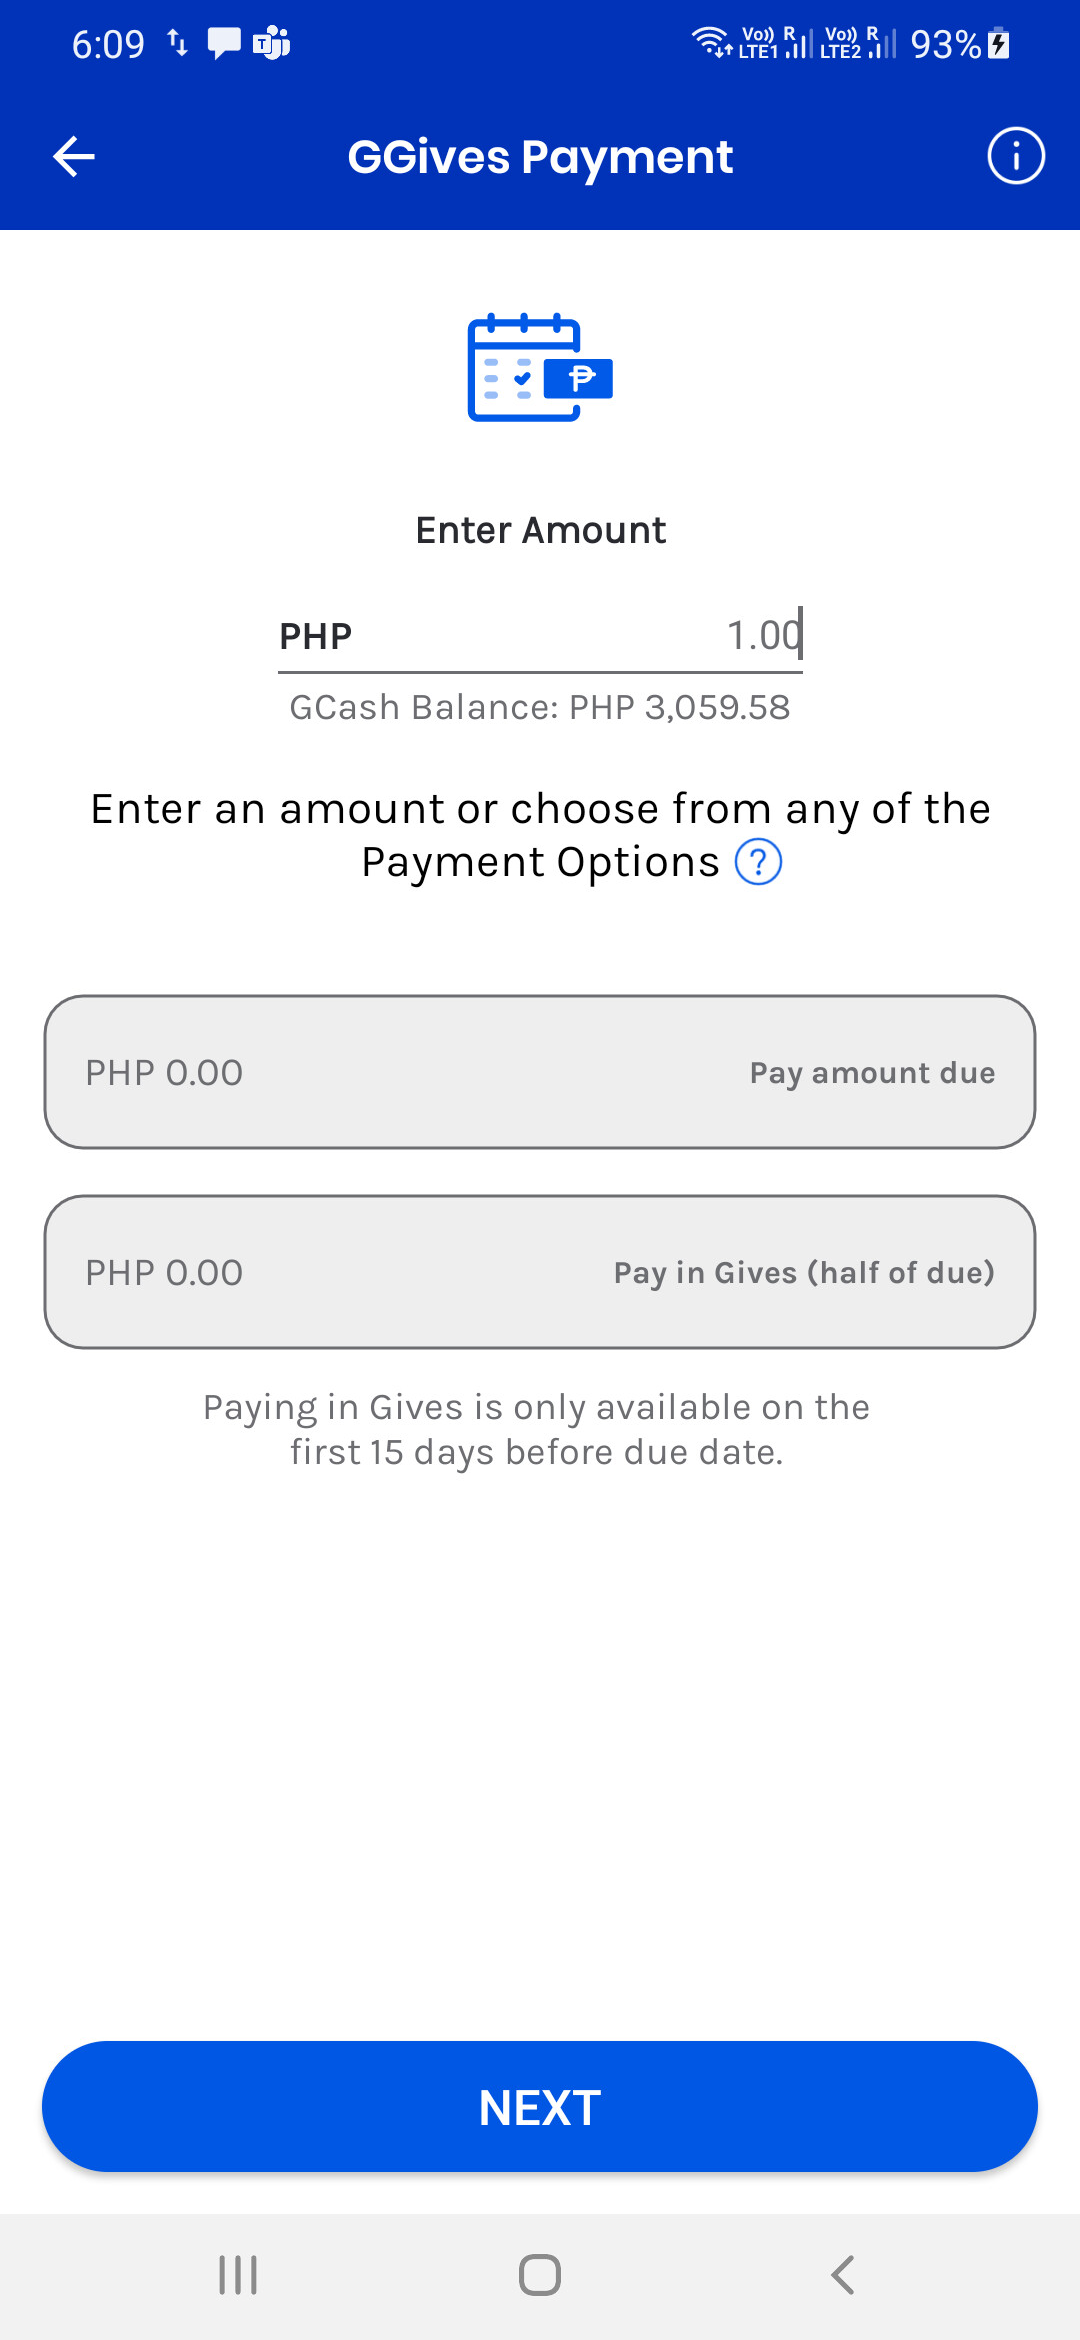 6:09
Vo)) R Vo)) R
LTE1 LTE2 93%
GGives Payment
Enter Amount
PHP 1.00
GCash Balance: PHP 3,059.58
Enter an amount or choose from any of the
Payment Options ?
PHP 0.00 Pay amount due
PHP 0.00 Pay in Gives (half of due)
Paying in Gives is only available on the
first 15 days before due date.
NEXT